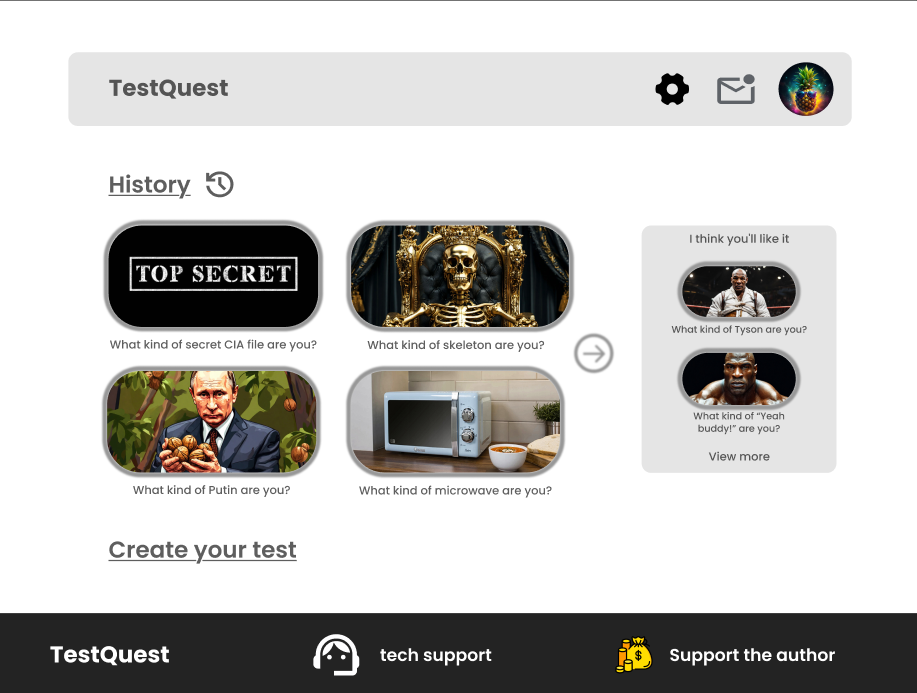 TestQuest
History
TOP SECRET
What kind of secret CIA file are you?
What kind of skeleton are you?
What kind of Putin are you?
What kind of microwave are you?
I think you'll like it
What kind of Tyson are you?
What kind of “Yeah
buddy!” are you?
View more
Create your test
TestQuest
tech support
$
Support the author